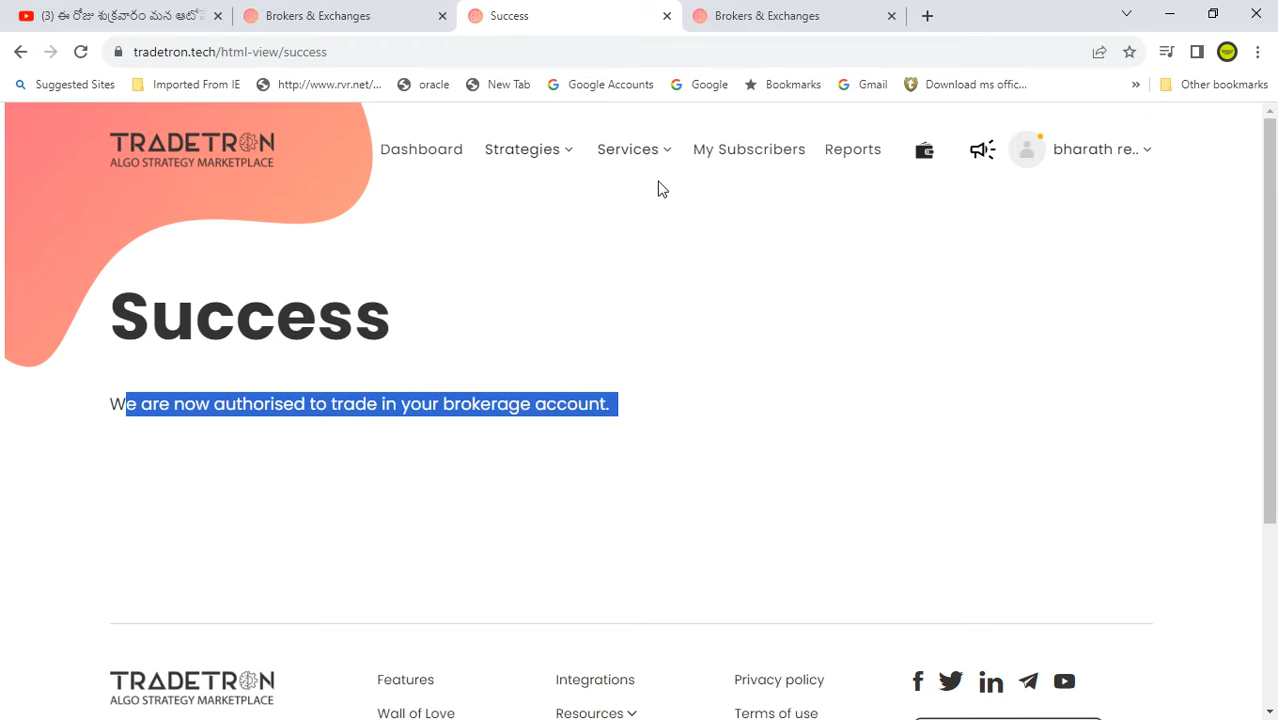 (3) ఈ రోజు శుక్రవారం మన ఆటో
Brokers & Exchanges
Success
Brokers & Exchanges
tradetron.tech/html-view/success
Suggested Sites
Imported From IE
http://www.rvr.net/...
oracle
New Tab
Google Accounts
Google
Bookmarks
Gmail
Download ms offic...
»
Other bookmarks
TRADETRON
ALGO STRATEGY MARKETPLACE
Dashboard
Strategies
Services
My Subscribers
Reports
bharath re..
Success
We are now authorised to trade in your brokerage account.
TRADETRON
ALGO STRATEGY MARKETPLACE
Features
Integrations
Privacy policy
Wall of Love
Resources
Terms of use